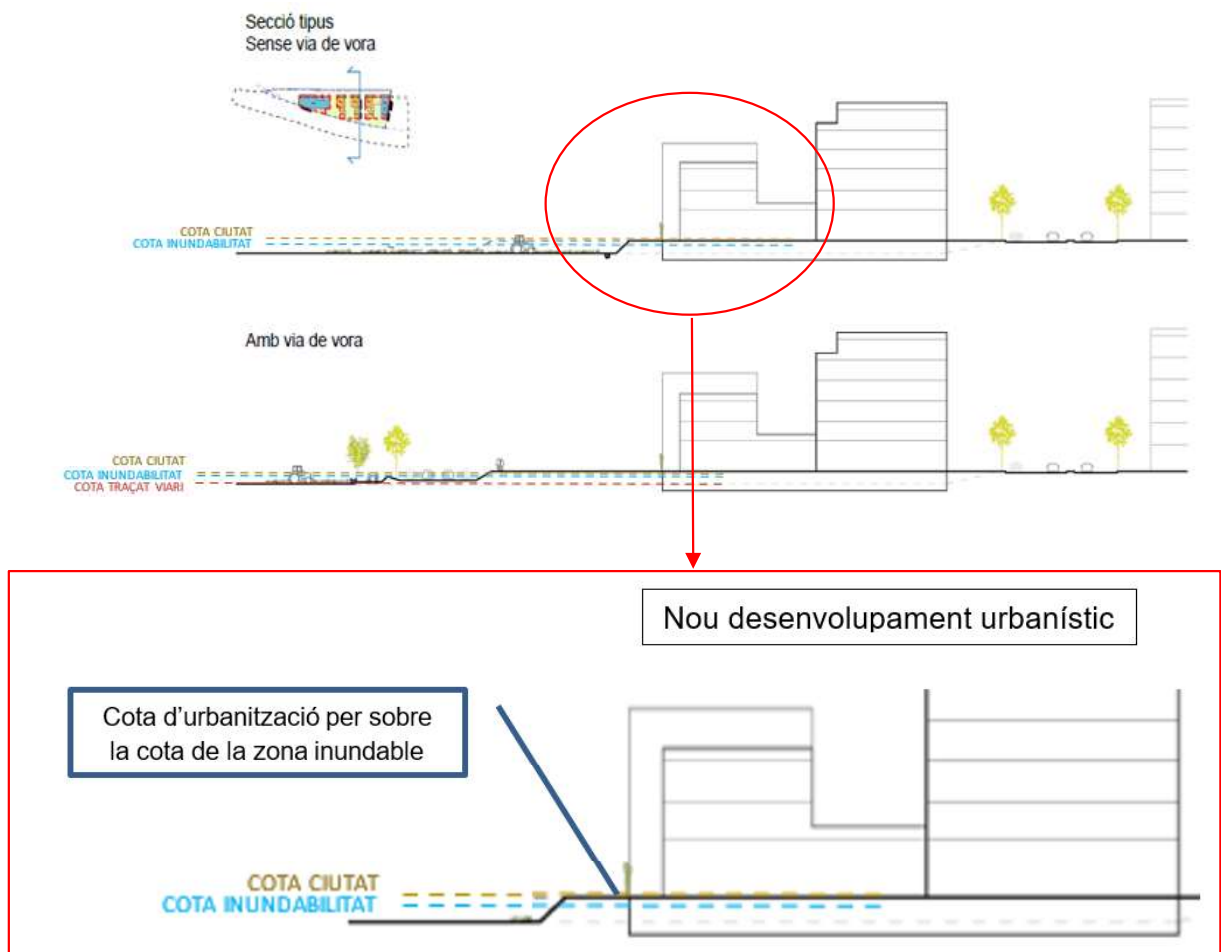 Secció tipus
Sense via de vora
COTA CIUTAT
COTA INUNDABILITAT
Amb via de vora
COTA CIUTAT
COTA INUNDABILITAT
COTA TRAÇAT VIARI
Nou desenvolupament urbanístic
Cota d’urbanització per sobre
la cota de la zona inundable
COTA CIUTAT
COTA INUNDABILITAT